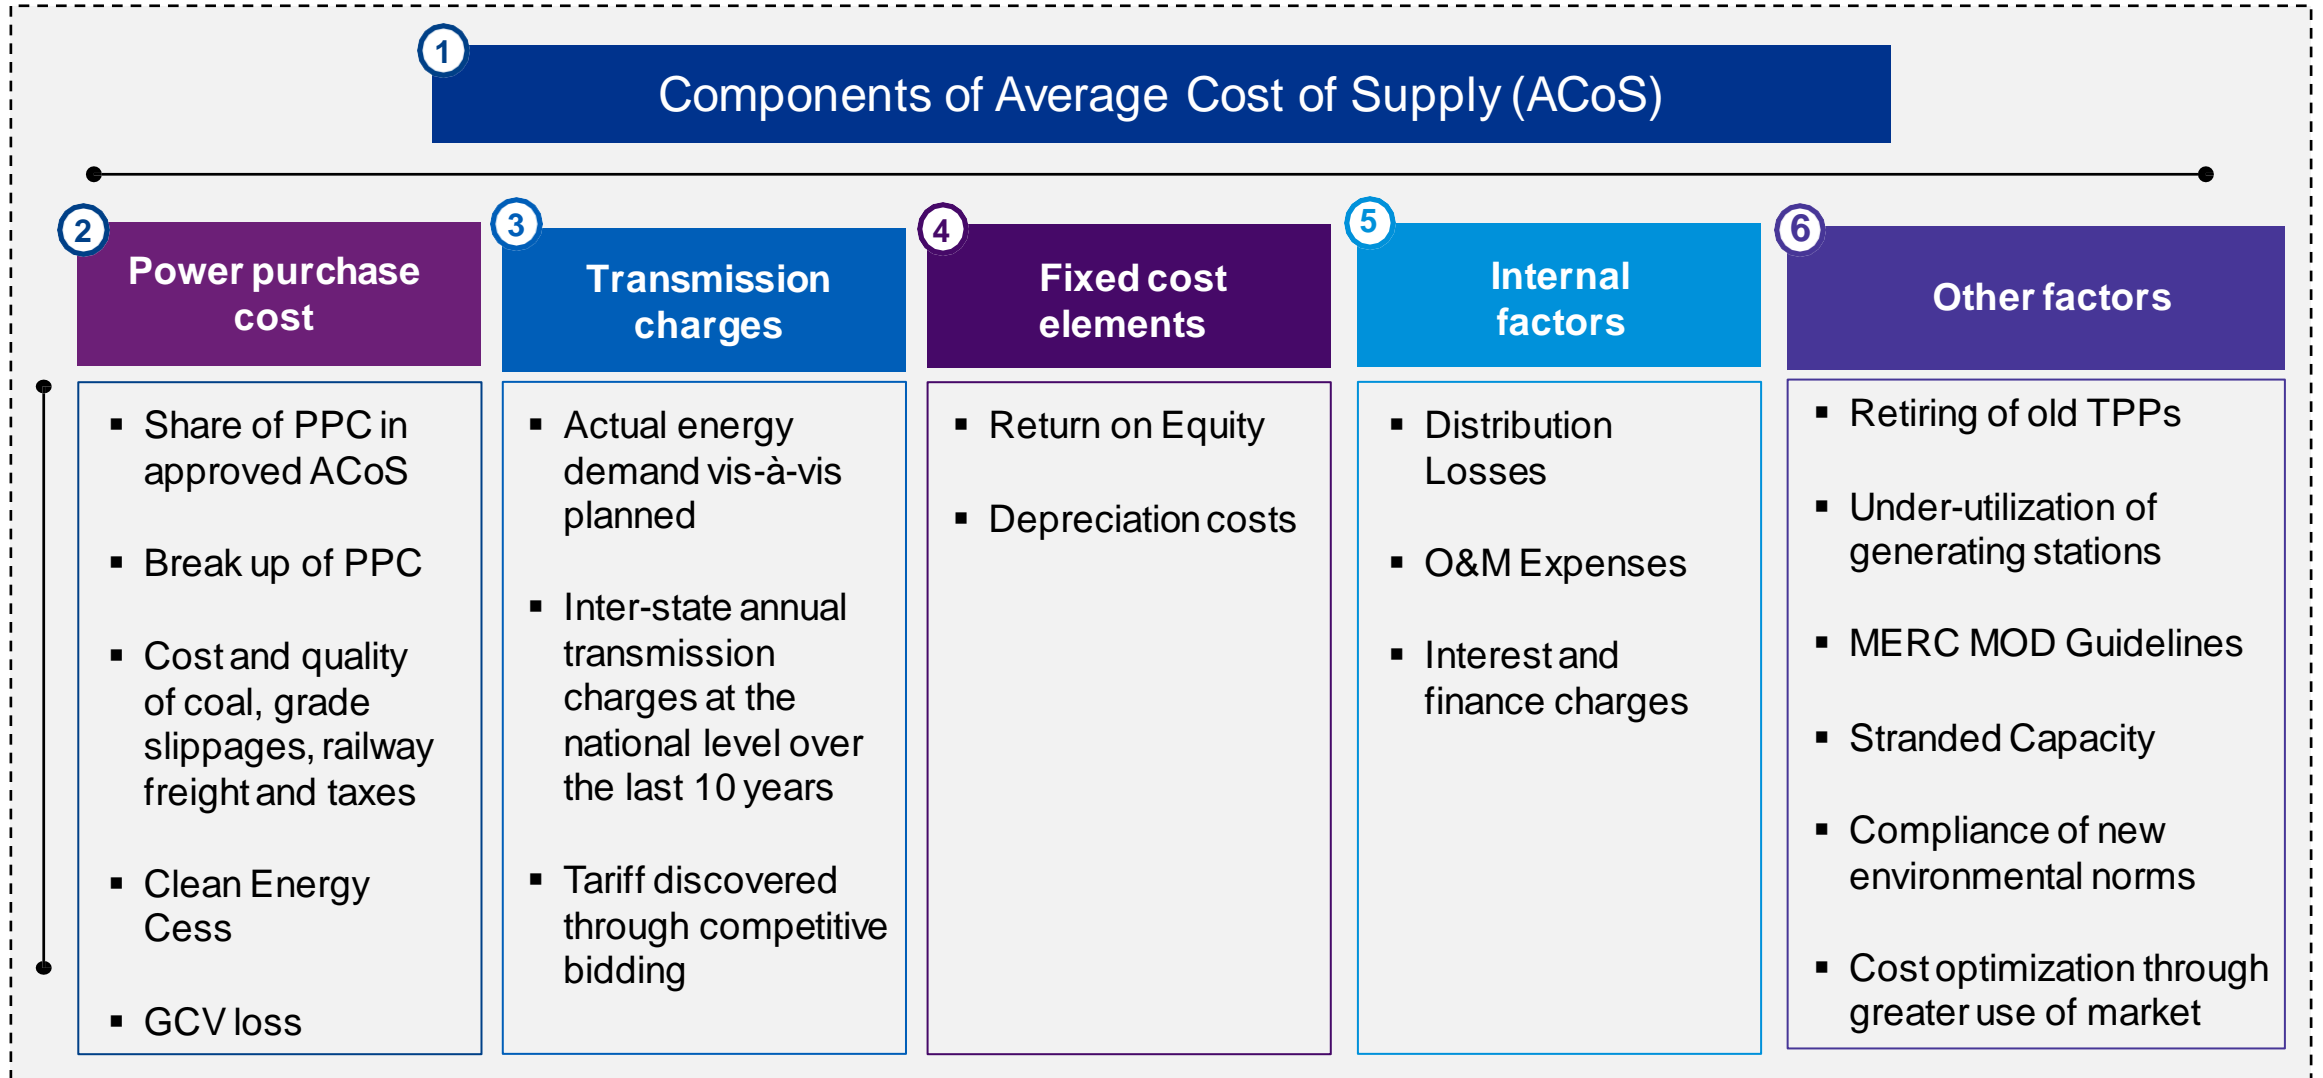 1
Components of Average Cost of Supply (ACoS)
2
Power purchase
cost
▪ Share of PPC in
approved ACoS
▪ Break up of PPC
▪ Cost and quality
of coal, grade
slippages, railway
freight and taxes
▪ Clean Energy
Cess
▪ GCV loss
3
Transmission
charges
▪ Actual energy
demand vis-à-vis
planned
▪ Inter-state annual
transmission
charges at the
national level over
the last 10 years
▪ Tariff discovered
through competitive
bidding
4
Fixed cost
elements
▪ Return on Equity
▪ Depreciation costs
5
Internal
factors
▪ Distribution
Losses
▪ O&M Expenses
▪ Interest and
finance charges
6
Other factors
▪ Retiring of old TPPs
▪ Under-utilization of
generating stations
▪ MERC MOD Guidelines
▪ Stranded Capacity
▪ Compliance of new
environmental norms
▪ Cost optimization through
greater use of market